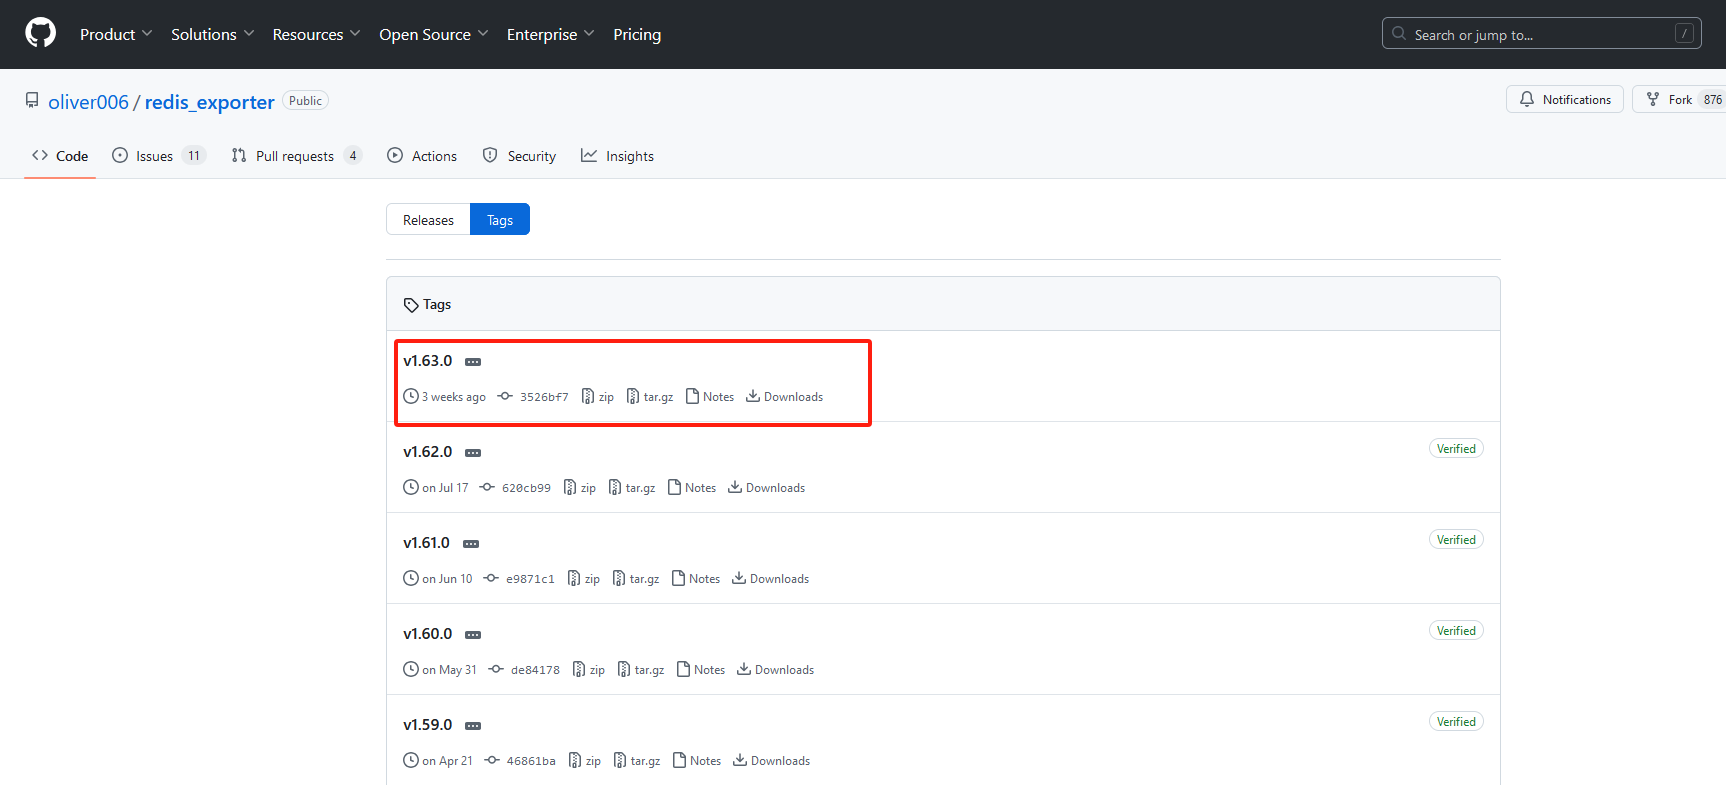 Product Solutions Resources Open Source Enterprise Pricing Search or jump to... /
oliver006 / redis_exporter Public Notifications Fork 876
Code Issues 11 Pull requests 4 Actions Security Insights
Releases Tags
Tags
v1.63.0
3 weeks ago 3526bf7 zip tar.gz Notes Downloads
v1.62.0 Verified
on Jul 17 620cb99 zip tar.gz Notes Downloads
v1.61.0 Verified
on Jun 10 e9871c1 zip tar.gz Notes Downloads
v1.60.0 Verified
on May 31 de84178 zip tar.gz Notes Downloads
v1.59.0 Verified
on Apr 21 46861ba zip tar.gz Notes Downloads